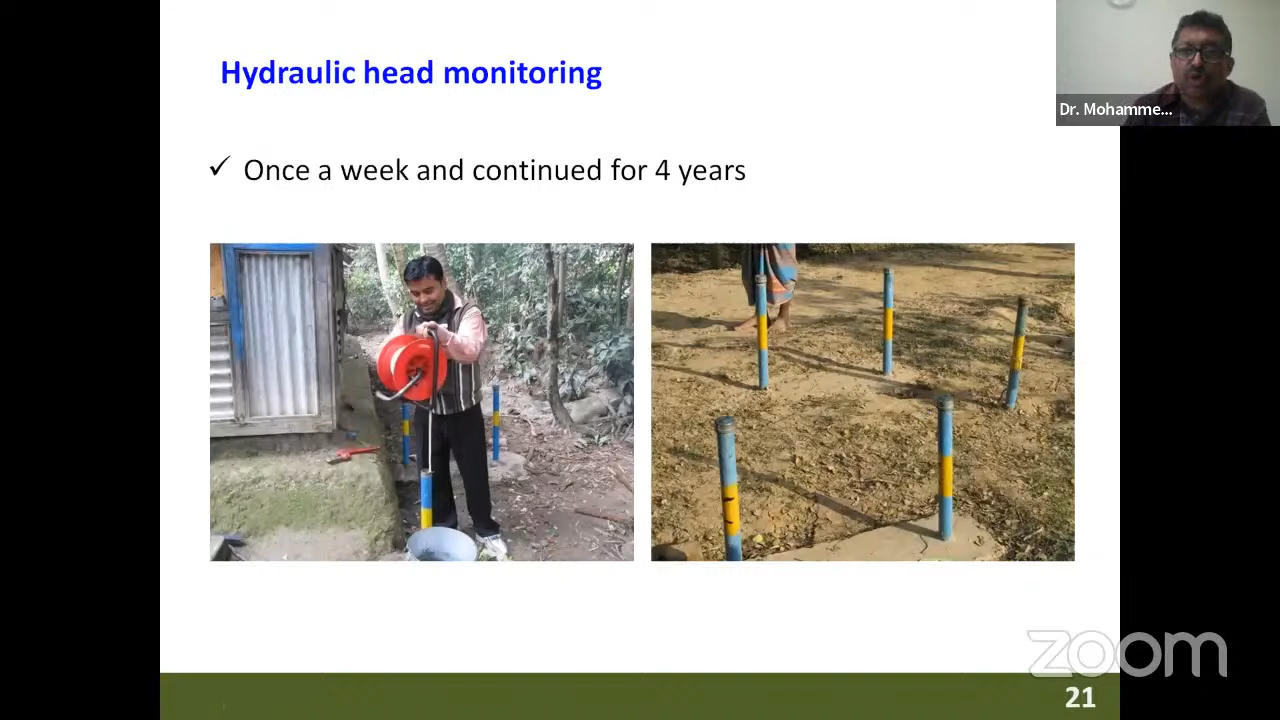 Hydraulic head monitoring
Dr. Mohamme...
✓ Once a week and continued for 4 years
zoom
21